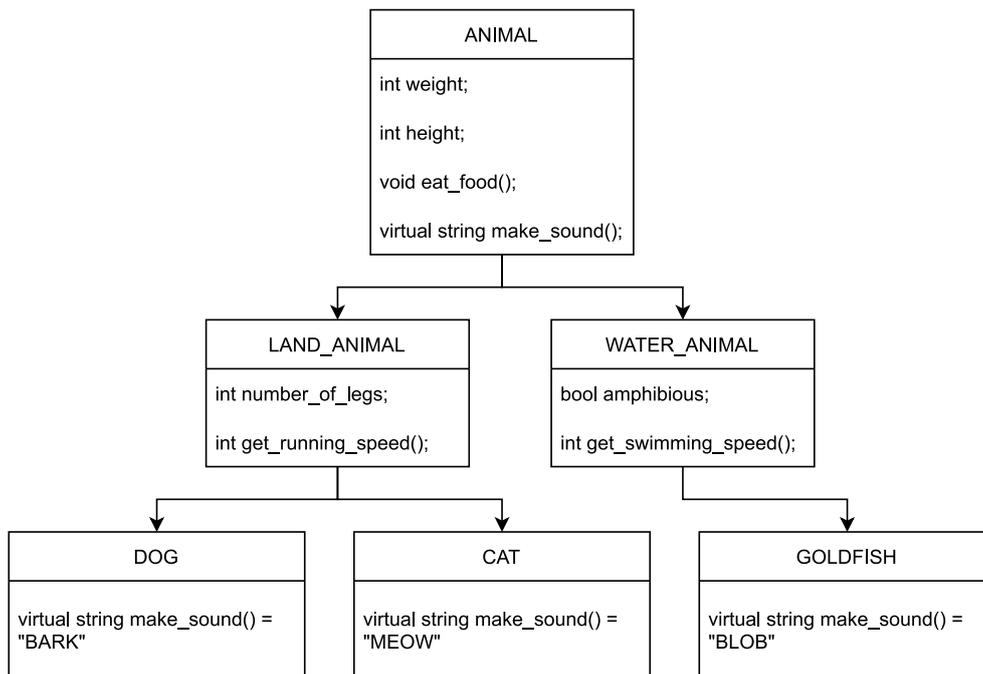 ANIMAL
int weight;
int height;
void eat_food();
virtual string make_sound();
LAND_ANIMAL
int number_of_legs;
int get_running_speed();
WATER_ANIMAL
bool amphibious;
int get_swimming_speed();
DOG
virtual string make_sound() =
"BARK"
CAT
virtual string make_sound() =
"MEOW"
GOLDFISH
virtual string make_sound() =
"BLOB"